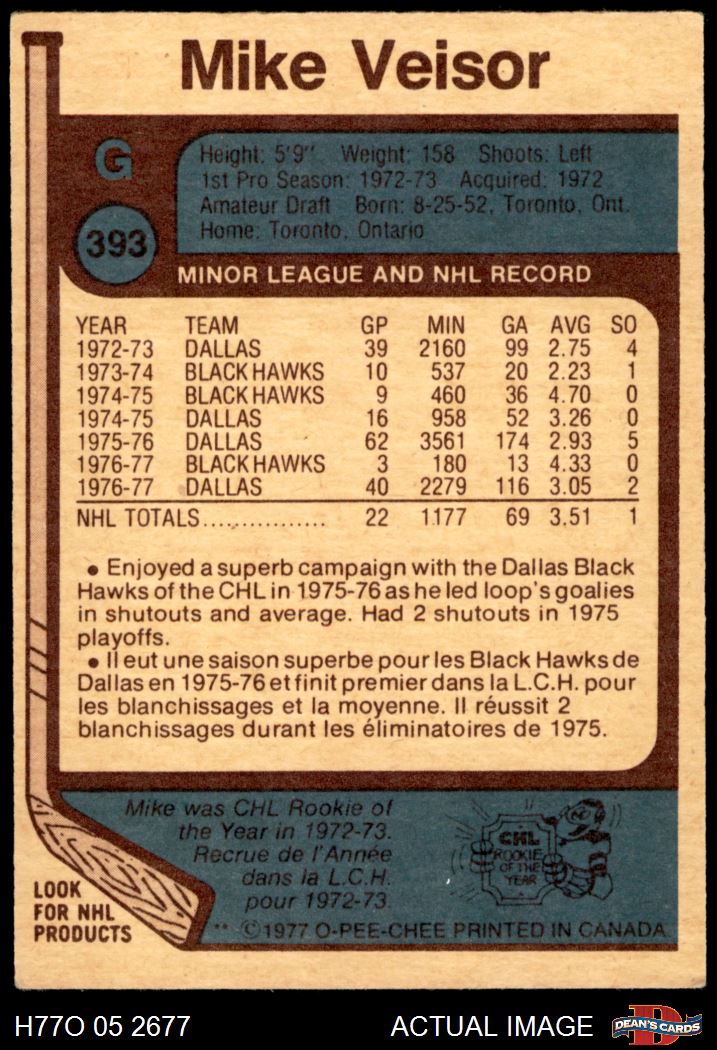 Mike Veisor
G
393
Height: 5'9" Weight: 158 Shoots: Left
1st Pro Season: 1972-73 Acquired: 1972
Amateur Draft Born: 8-25-52, Toronto, Ont.
Home: Toronto, Ontario
MINOR LEAGUE AND NHL RECORD
YEAR TEAM GP MIN GA AVG SO
1972-73 DALLAS 39 2160 99 2.75 4
1973-74 BLACK HAWKS 10 537 20 2.23 1
1974-75 BLACK HAWKS 9 460 36 4.70 0
1974-75 DALLAS 16 958 52 3.26 0
1975-76 DALLAS 62 3561 174 2.93 5
1976-77 BLACK HAWKS 3 180 13 4.33 0
1976-77 DALLAS 40 2279 116 3.05 2
NHL TOTALS................ 22 1177 69 3.51 1
• Enjoyed a superb campaign with the Dallas Black
Hawks of the CHL in 1975-76 as he led loop's goalies
in shutouts and average. Had 2 shutouts in 1975
playoffs.
• Il eut une saison superbe pour les Black Hawks de
Dallas en 1975-76 et finit premier dans la L.C.H. pour
les blanchissages et la moyenne. Il réussit 2
blanchissages durant les éliminatoires de 1975.
Mike was CHL Rookie of
the Year in 1972-73.
Recrue de l'Année
dans la L.C.H.
pour 1972-73.
CHL
ROOKIE
OF THE
YEAR
LOOK
FOR NHL
PRODUCTS
** ©1977 O-PEE-CHEE PRINTED IN CANADA.
H77O 05 2677 ACTUAL IMAGE
D
DEAN'S CARDS